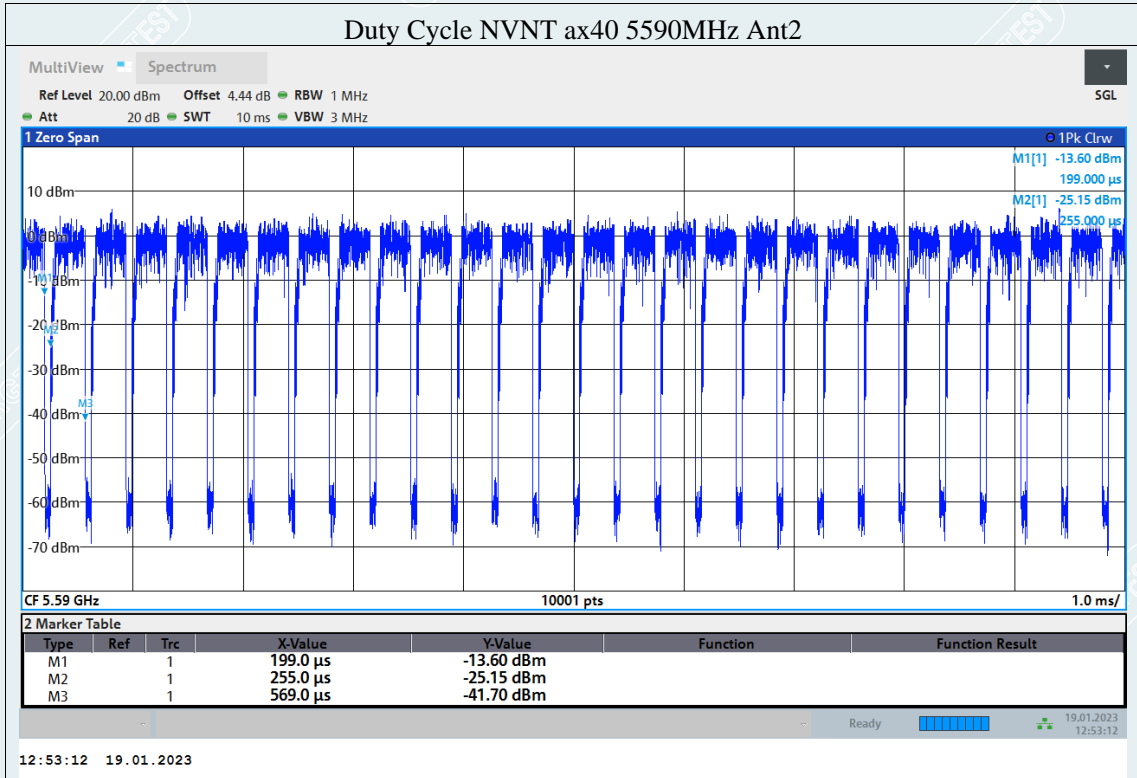 Duty Cycle NVNT ax40 5590MHz Ant2
MultiView Spectrum
Ref Level 20.00 dBm Offset 4.44 dB RBW 1 MHz SGL
Att 20 dB SWT 10 ms VBW 3 MHz
1 Zero Span 1Pk Clrw
M1[1] -13.60 dBm
199.000 µs
M2[1] -25.15 dBm
255.000 µs
10 dBm
0 dBm
M1
-10 dBm
-20 dBm
M2
-30 dBm
M3
-40 dBm
-50 dBm
-60 dBm
-70 dBm
CF 5.59 GHz 10001 pts 1.0 ms/
2 Marker Table
Type Ref Trc X-Value Y-Value Function Function Result
M1 1 199.0 µs -13.60 dBm
M2 1 255.0 µs -25.15 dBm
M3 1 569.0 µs -41.70 dBm
Ready 19.01.2023
12:53:12
12:53:12 19.01.2023